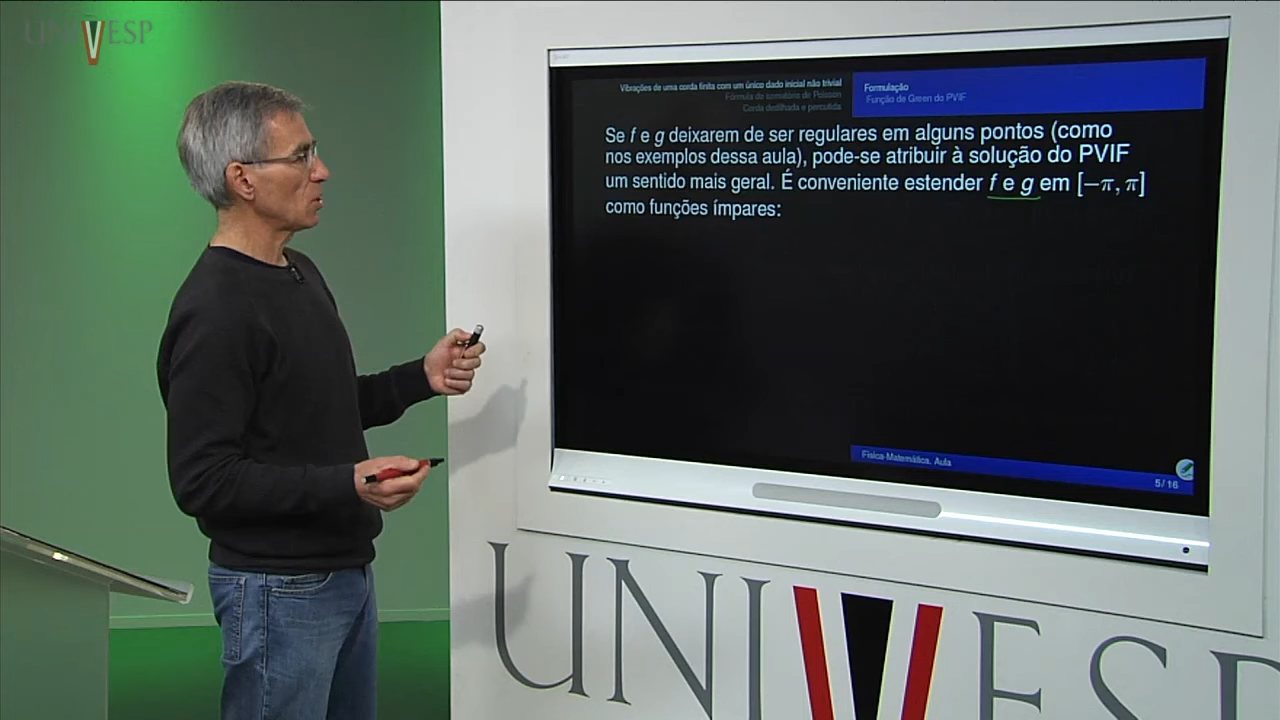 UNIVESP
Vibrações de uma corda finita com um único dado inicial não trivial
Fórmula do somatório de Poisson
Corda dedilhada e percutida
Formulação
Função de Green do PVIF
Se f e g deixarem de ser regulares em alguns pontos (como
nos exemplos dessa aula), pode-se atribuir à solução do PVIF
um sentido mais geral. É conveniente estender f e g em [−π, π]
como funções ímpares:
Física-Matemática. Aula
5/16
UNIVESP